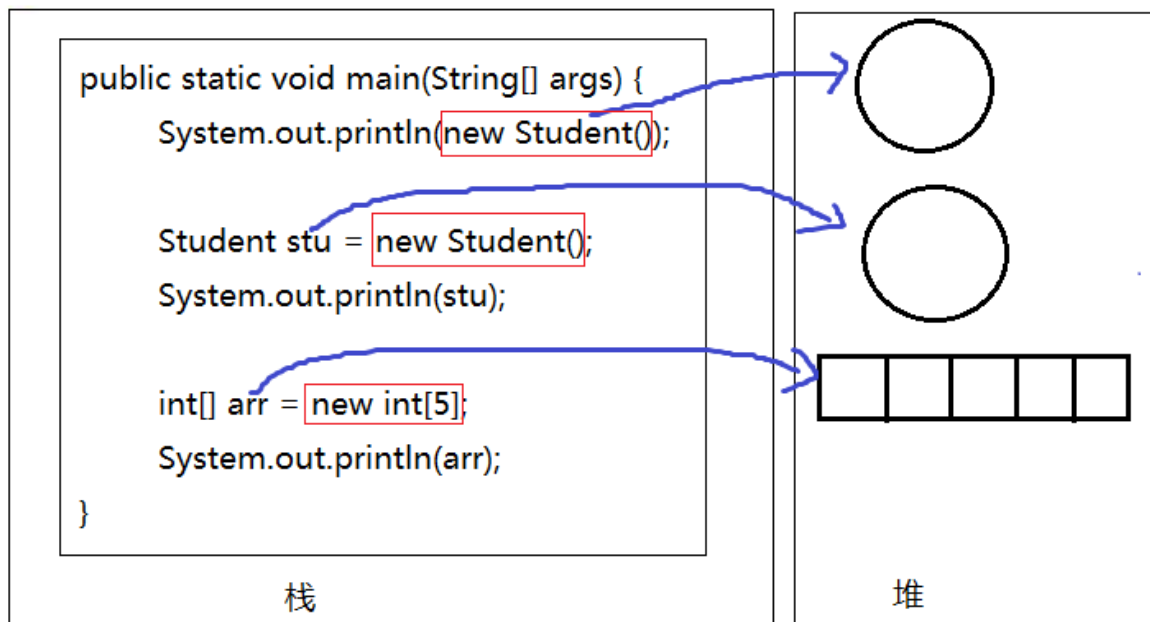 public static void main(String[] args) {
System.out.println(new Student());
Student stu = new Student();
System.out.println(stu);
int[] arr = new int[5];
System.out.println(arr);
}
栈
堆